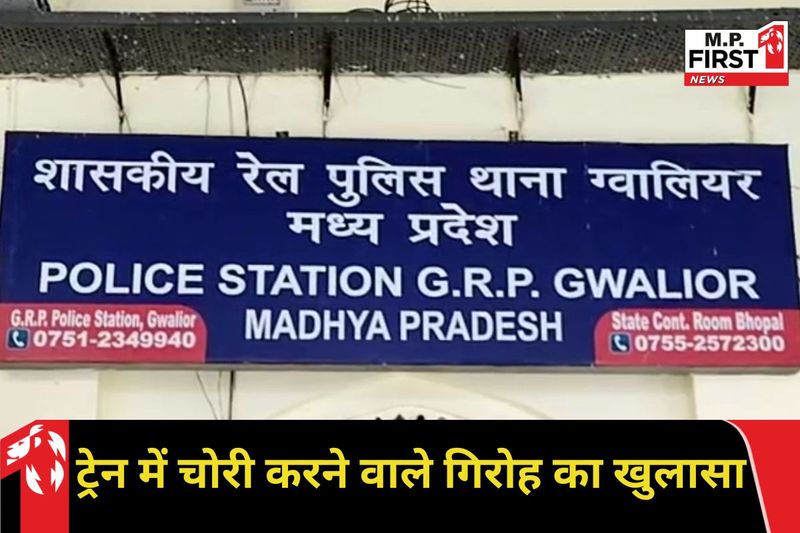 M.P.
FIRST 1
NEWS
शासकीय रेल पुलिस थाना ग्वालियर
मध्य प्रदेश
POLICE STATION G.R.P. GWALIOR
MADHYA PRADESH
G.R.P. Police Station, Gwalior
0751-2349940
State Cont. Room Bhopal
0755-2572300
ट्रेन में चोरी करने वाले गिरोह का खुलासा